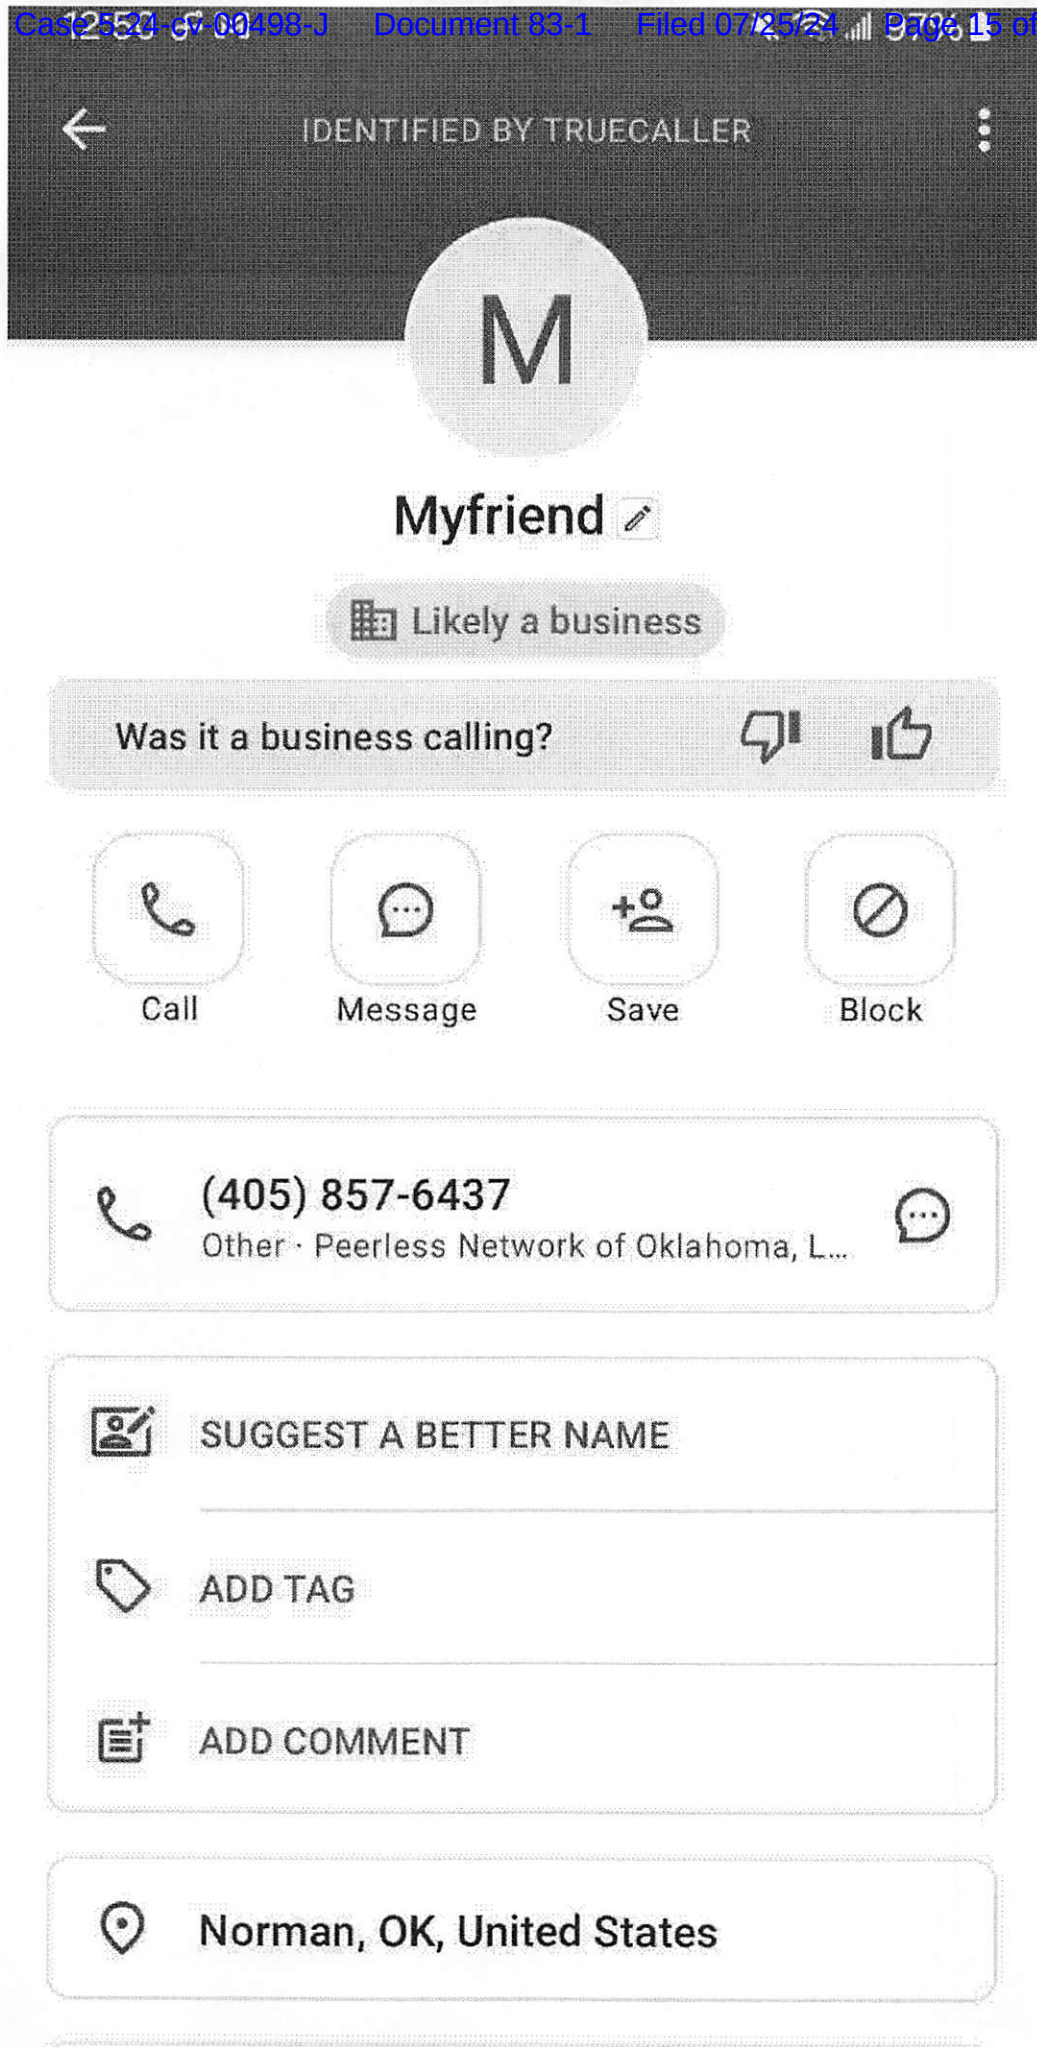 Case 5:24-cv-00498-J Document 83-1 Filed 07/25/24 Page 15 of
IDENTIFIED BY TRUECALLER
M
Myfriend
Likely a business
Was it a business calling?
Call Message Save Block
(405) 857-6437
Other · Peerless Network of Oklahoma, L...
SUGGEST A BETTER NAME
ADD TAG
ADD COMMENT
Norman, OK, United States